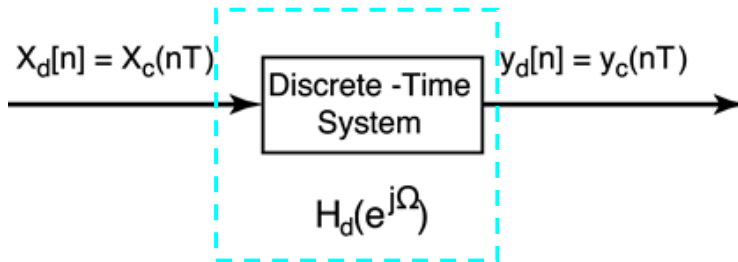 X_d[n] = X_c(nT)
y_d[n] = y_c(nT)
Discrete -Time
System
H_d(e^{jΩ})